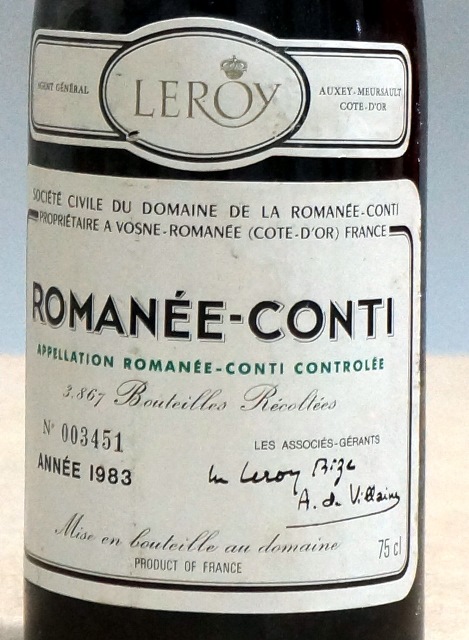 LEROY
AGENT GÉNÉRAL
AUXEY-MEURSAULT
COTE-D'OR
SOCIÉTÉ CIVILE DU DOMAINE DE LA ROMANÉE-CONTI
PROPRIÉTAIRE A VOSNE-ROMANÉE (COTE-D'OR) FRANCE
ROMANÉE-CONTI
APPELLATION ROMANÉE-CONTI CONTROLÉE
3.867 Bouteilles Récoltées
N° 003451
LES ASSOCIÉS-GÉRANTS
ANNÉE 1983
Leroy Bize
A. de Villaine
Mise en bouteille au domaine
75 cl
PRODUCT OF FRANCE